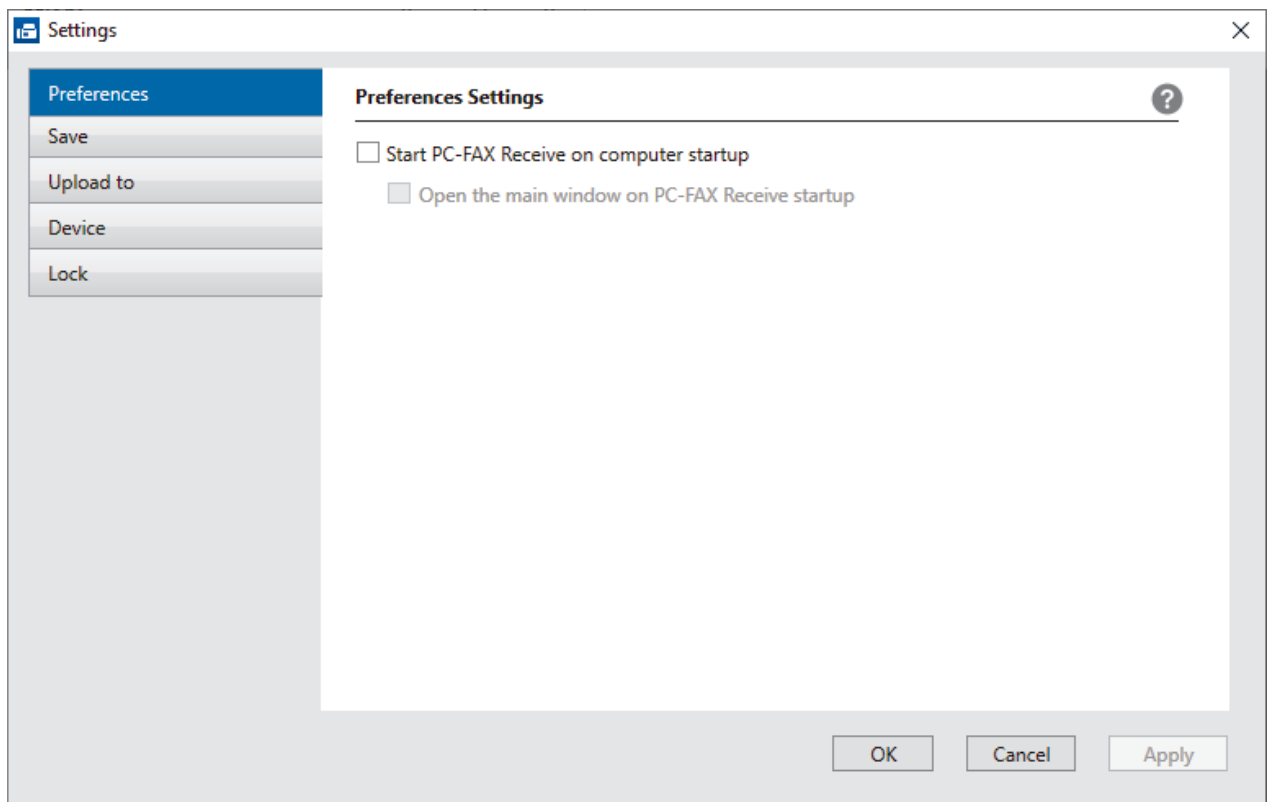 Settings
Preferences
Save
Upload to
Device
Lock
Preferences Settings
?
Start PC-FAX Receive on computer startup
Open the main window on PC-FAX Receive startup
OK
Cancel
Apply